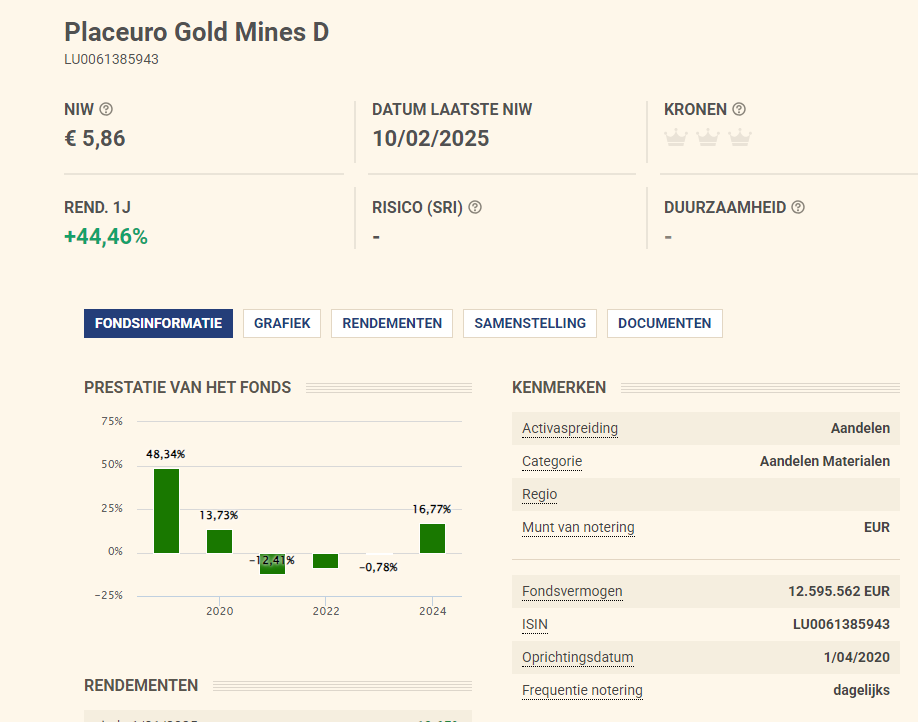 Placeuro Gold Mines D
LU0061385943
NIW
€ 5,86
DATUM LAATSTE NIW
10/02/2025
KRONEN
REND. 1J
+44,46%
RISICO (SRI)
-
DUURZAAMHEID
-
FONDSINFORMATIE
GRAFIEK
RENDEMENTEN
SAMENSTELLING
DOCUMENTEN
PRESTATIE VAN HET FONDS
75%
50%
25%
0%
−25%
48,34%
13,73%
−12,41%
−0,78%
16,77%
2020
2022
2024
RENDEMENTEN
KENMERKEN
Activaspreiding Aandelen
Categorie Aandelen Materialen
Regio
Munt van notering EUR
Fondsvermogen 12.595.562 EUR
ISIN LU0061385943
Oprichtingsdatum 1/04/2020
Frequentie notering dagelijks